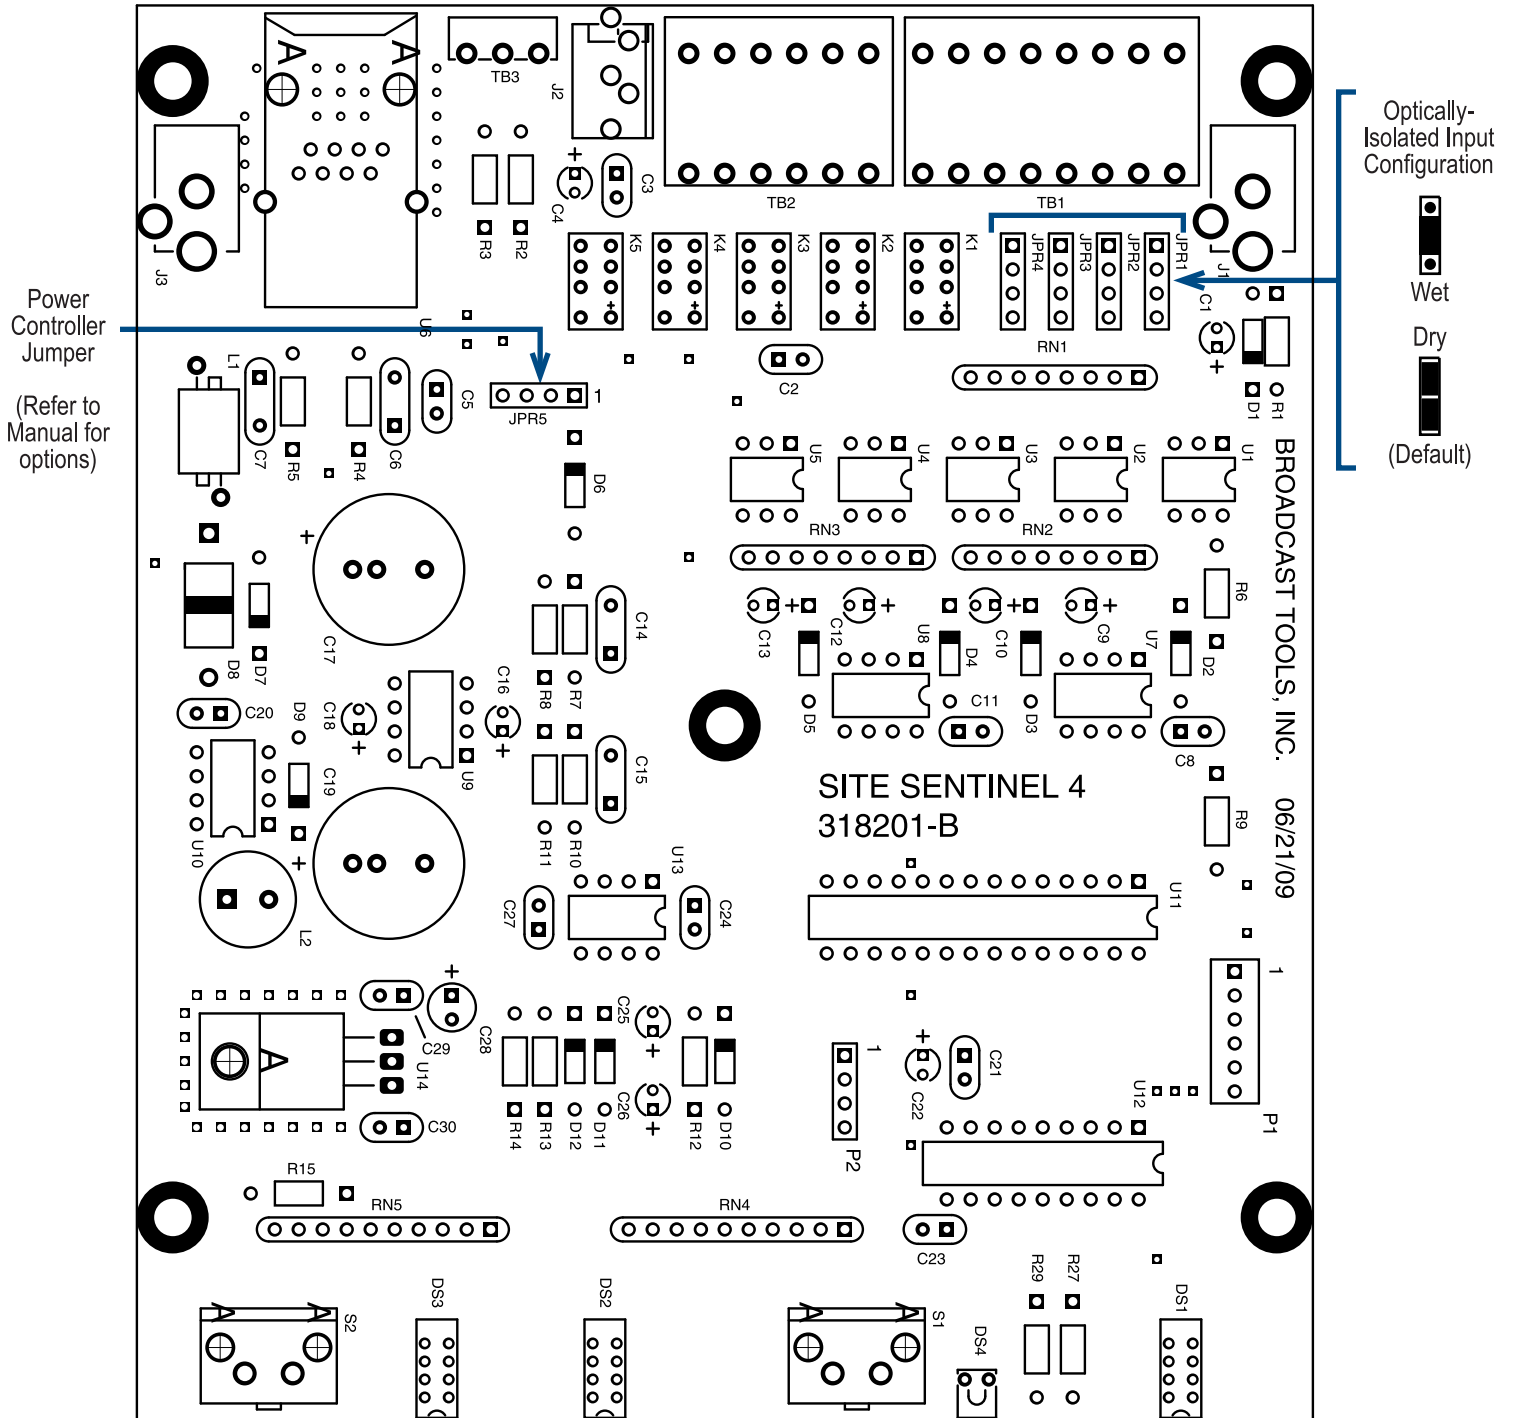 A A
TB3
J2
TB2
TB1
J3
J1
R3
R2
C4
C3
+
K5
K4
K3
K2
K1
+
+
+
+
+
JPR4
JPR3
JPR2
JPR1
Optically-
Isolated Input
Configuration
Wet
Dry
(Default)
Power
Controller
Jumper
(Refer to
Manual for
options)
U6
L1
C7
R5
R4
C6
C5
JPR5
1
C2
RN1
C1
+
D1
R1
D6
U5
U4
U3
U2
U1
RN3
RN2
BROADCAST TOOLS, INC. 06/21/09
+
C17
D8
D7
C14
R8
R7
C13
+
C12
+
U8
D4
C10
+
C9
+
U7
D2
R6
D5
C11
D3
C8
C20
D9
C18
+
C16
+
U9
C19
U10
+
L2
C15
R11
R10
SITE SENTINEL 4
318201-B
R9
U13
C27
C24
U11
1
P1
A
C29
U14
C30
+
C28
C25
+
C26
+
R14
R13
D12
D11
R12
D10
1
P2
+
C22
C21
U12
R15
RN5
RN4
C23
R29
R27
A A
S2
DS3
DS2
A A
S1
DS4
DS1